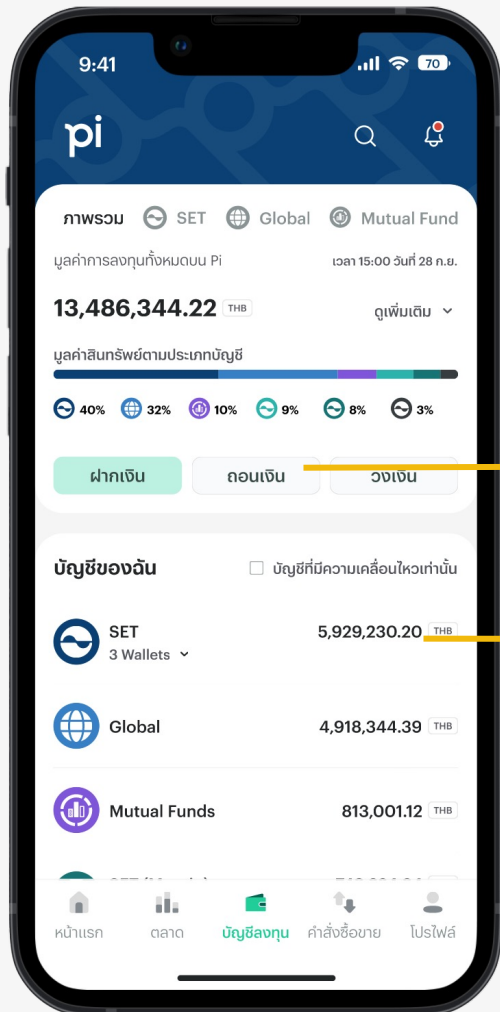 9:41
70
pi
ภาพรวม SET Global Mutual Fund
มูลค่าการลงทุนทั้งหมดบน Pi เวลา 15:00 วันที่ 28 ก.ย.
13,486,344.22 THB ดูเพิ่มเติม
มูลค่าสินทรัพย์ตามประเภทบัญชี
40% 32% 10% 9% 8% 3%
ฝากเงิน ถอนเงิน วงเงิน
บัญชีของฉัน บัญชีที่มีความเคลื่อนไหวเท่านั้น
SET 5,929,230.20 THB
3 Wallets
Global 4,918,344.39 THB
Mutual Funds 813,001.12 THB
หน้าแรก ตลาด บัญชีลงทุน คำสั่งซื้อขาย โปรไฟล์